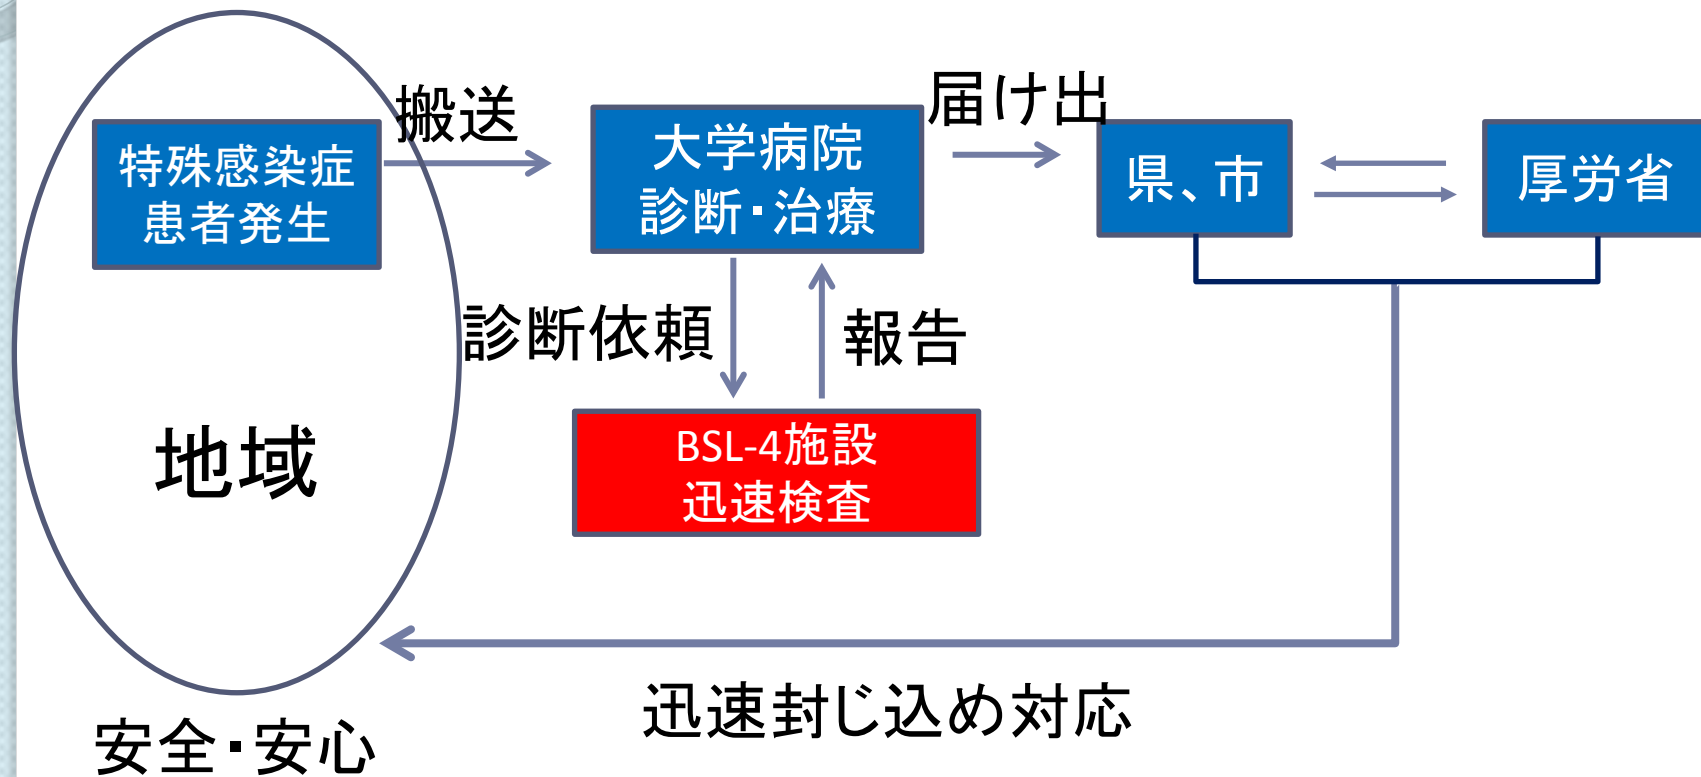 搬送
届け出
特殊感染症
患者発生
大学病院
診断・治療
県、市
厚労省
診断依頼
報告
地域
BSL-4施設
迅速検査
迅速封じ込め対応
安全・安心